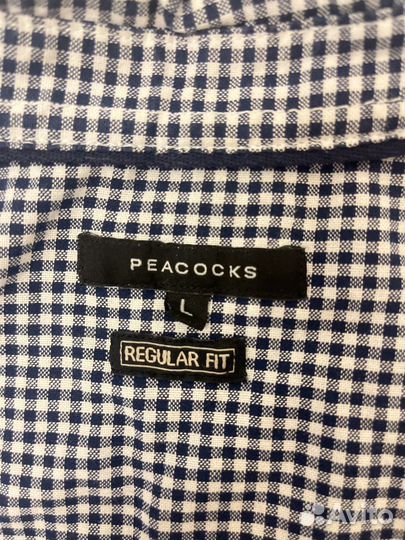 PEACOCKS
L
REGULAR FIT
Avito